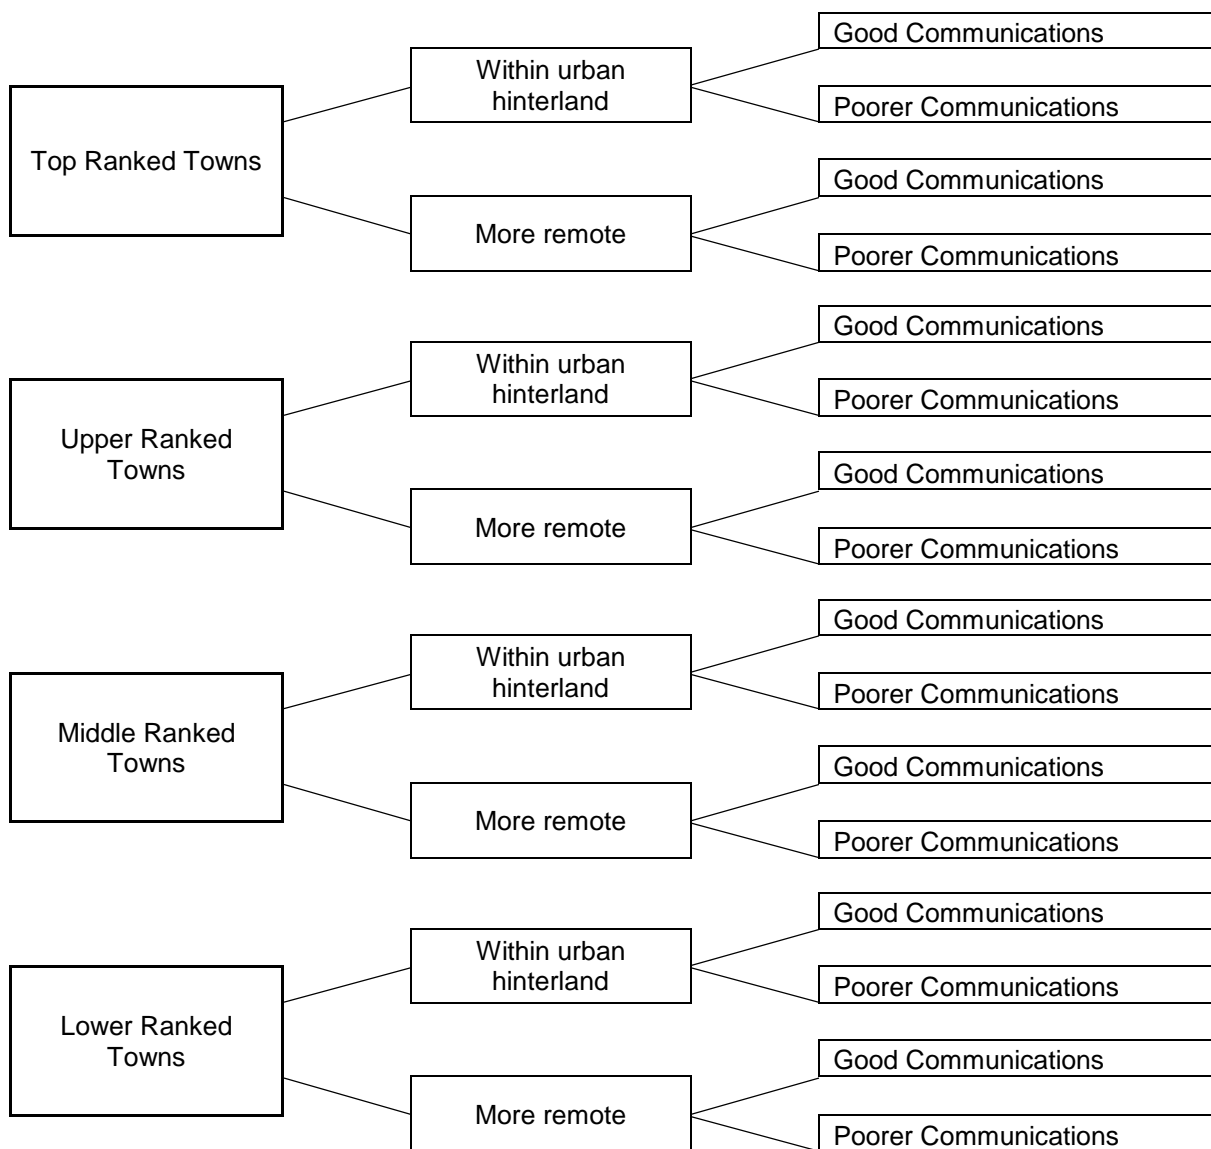 Top Ranked Towns
Within urban
hinterland
Good Communications
Poorer Communications
More remote
Good Communications
Poorer Communications
Upper Ranked
Towns
Within urban
hinterland
Good Communications
Poorer Communications
More remote
Good Communications
Poorer Communications
Middle Ranked
Towns
Within urban
hinterland
Good Communications
Poorer Communications
More remote
Good Communications
Poorer Communications
Lower Ranked
Towns
Within urban
hinterland
Good Communications
Poorer Communications
More remote
Good Communications
Poorer Communications